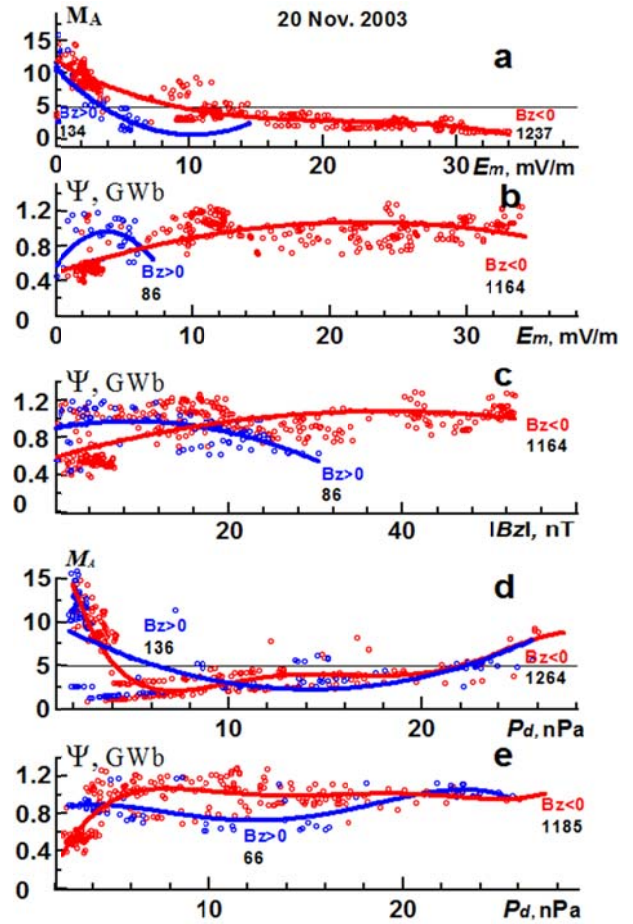 M_A
20 Nov. 2003
a
15
10
5
0
Bz>0
134
Bz<0
1237
0
10
20
30
Em, mV/m
Ψ, GWb
b
1.2
0.8
0.4
0
Bz>0
86
Bz<0
1164
0
10
20
30
Em, mV/m
Ψ, GWb
c
1.2
0.8
0.4
0
Bz>0
86
Bz<0
1164
20
40
|Bz|, nT
M_A
d
15
10
5
0
Bz>0
136
Bz<0
1264
10
20
Pd, nPa
Ψ, GWb
e
1.2
0.8
0.4
0
Bz>0
66
Bz<0
1185
10
20
Pd, nPa